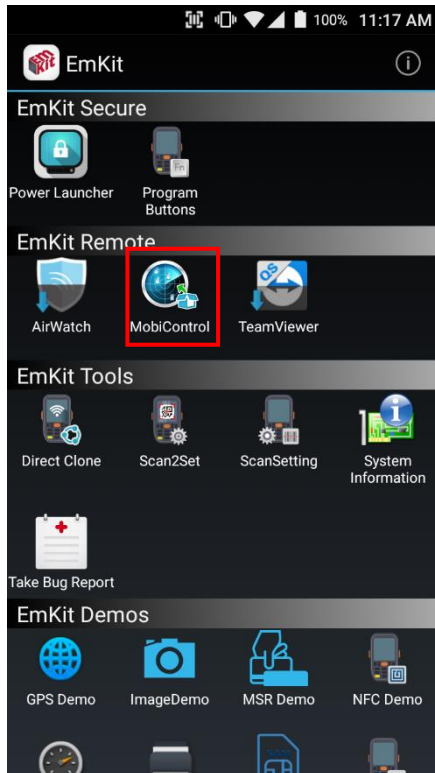 100% 11:17 AM
EmKit
EmKit Secure
Power Launcher
Program
Buttons
EmKit Remote
AirWatch
MobiControl
TeamViewer
EmKit Tools
Direct Clone
Scan2Set
ScanSetting
System
Information
Take Bug Report
EmKit Demos
GPS Demo
ImageDemo
MSR Demo
NFC Demo